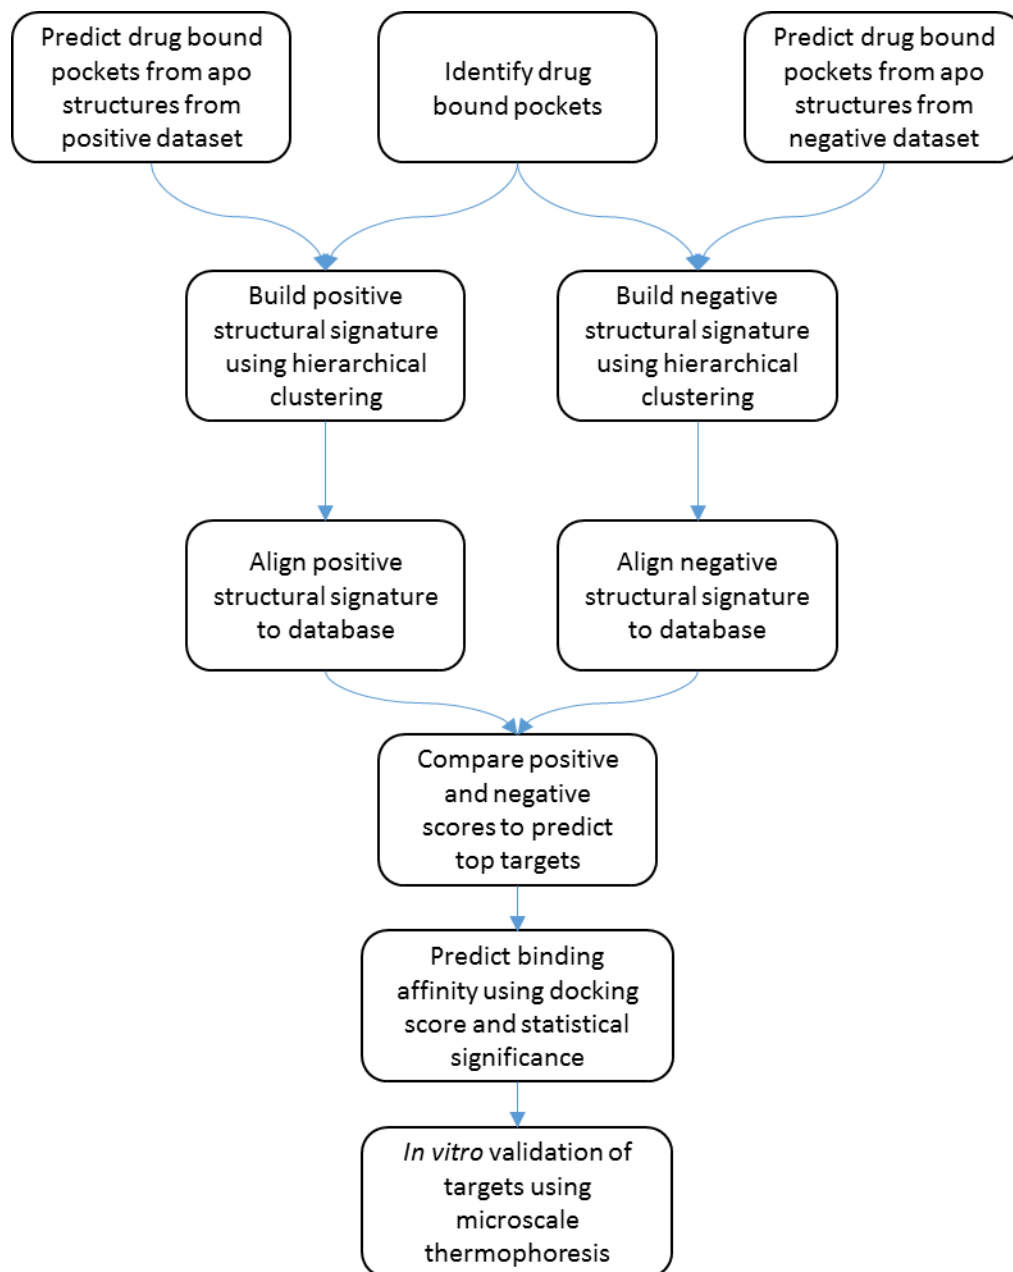 Predict drug bound
pockets from apo
structures from
positive dataset
Identify drug
bound pockets
Predict drug bound
pockets from apo
structures from
negative dataset
Build positive
structural signature
using hierarchical
clustering
Build negative
structural signature
using hierarchical
clustering
Align positive
structural signature
to database
Align negative
structural signature
to database
Compare positive
and negative
scores to predict
top targets
Predict binding
affinity using docking
score and statistical
significance
In vitro validation of
targets using
microscale
thermophoresis